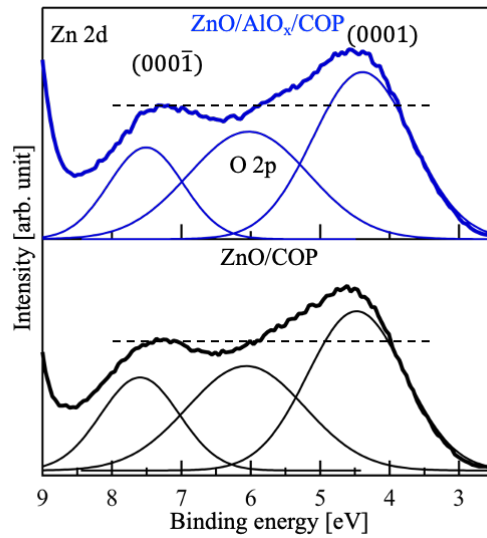 Zn 2d
ZnO/AlOₓ/COP
(0001̄)
(0001)
O 2p
ZnO/COP
Intensity [arb. unit]
9 8 7 6 5 4 3
Binding energy [eV]